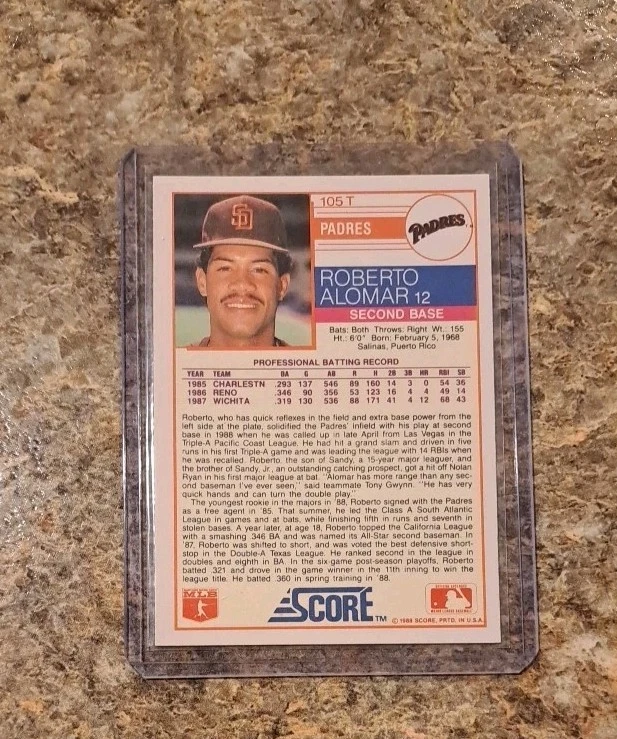 105 T
PADRES
PADRES
SD
ROBERTO
ALOMAR 12
SECOND BASE
Bats: Both Throws: Right Wt.: 155
Ht.: 6'0" Born: February 5, 1968
Salinas, Puerto Rico
PROFESSIONAL BATTING RECORD
YEAR TEAM BA G AB R H 2B 3B HR RBI SB
1985 CHARLESTN .293 137 546 89 160 14 3 0 54 36
1986 RENO .346 90 356 53 123 16 4 4 49 14
1987 WICHITA .319 130 536 88 171 41 4 12 68 43
Roberto, who has quick reflexes in the field and extra base power from the
left side at the plate, solidified the Padres' infield with his play at second
base in 1988 when he was called up in late April from Las Vegas in the
Triple-A Pacific Coast League. He had hit a grand slam and driven in five
runs in his first Triple-A game and was leading the league with 14 RBIs when
he was recalled. Roberto, the son of Sandy, a 15-year major leaguer, and
the brother of Sandy, Jr., an outstanding catching prospect, got a hit off Nolan
Ryan in his first major league at bat. "Alomar has more range than any sec-
ond baseman I've ever seen," said teammate Tony Gwynn. "He has very
quick hands and can turn the double play."
The youngest rookie in the majors in '88, Roberto signed with the Padres
as a free agent in '85. That summer, he led the Class A South Atlantic
League in games and at bats, while finishing fifth in runs and seventh in
stolen bases. A year later, at age 18, Roberto topped the California League
with a smashing .346 BA and was named its All-Star second baseman. In
'87, Roberto was shifted to short, and was voted the best defensive short-
stop in the Double-A Texas League. He ranked second in the league in
doubles and eighth in BA. In the six-game post-season playoffs, Roberto
batted .321 and drove in the game winner in the 11th inning to win the
league title. He batted .360 in spring training in '88.
MLB
SCORE TM
© 1988 SCORE, PRTD. IN U.S.A.